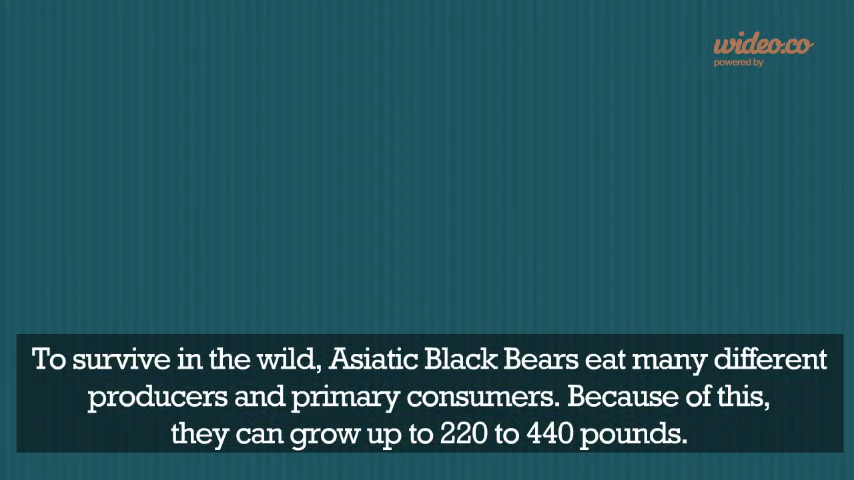 wideo.co
powered by
To survive in the wild, Asiatic Black Bears eat many different
producers and primary consumers. Because of this,
they can grow up to 220 to 440 pounds.